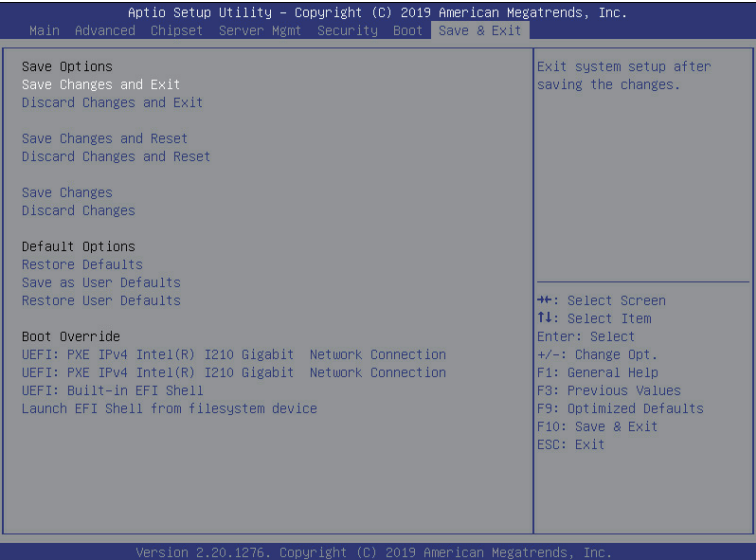 Aptio Setup Utility – Copyright (C) 2019 American Megatrends, Inc.
Main Advanced Chipset Server Mgmt Security Boot Save & Exit
Save Options
Save Changes and Exit
Discard Changes and Exit
Save Changes and Reset
Discard Changes and Reset
Save Changes
Discard Changes
Default Options
Restore Defaults
Save as User Defaults
Restore User Defaults
Boot Override
UEFI: PXE IPv4 Intel(R) I210 Gigabit  Network Connection
UEFI: PXE IPv4 Intel(R) I210 Gigabit  Network Connection
UEFI: Built-in EFI Shell
Launch EFI Shell from filesystem device
Exit system setup after
saving the changes.
→←: Select Screen
↑↓: Select Item
Enter: Select
+/-: Change Opt.
F1: General Help
F3: Previous Values
F9: Optimized Defaults
F10: Save & Exit
ESC: Exit
Version 2.20.1276. Copyright (C) 2019 American Megatrends, Inc.